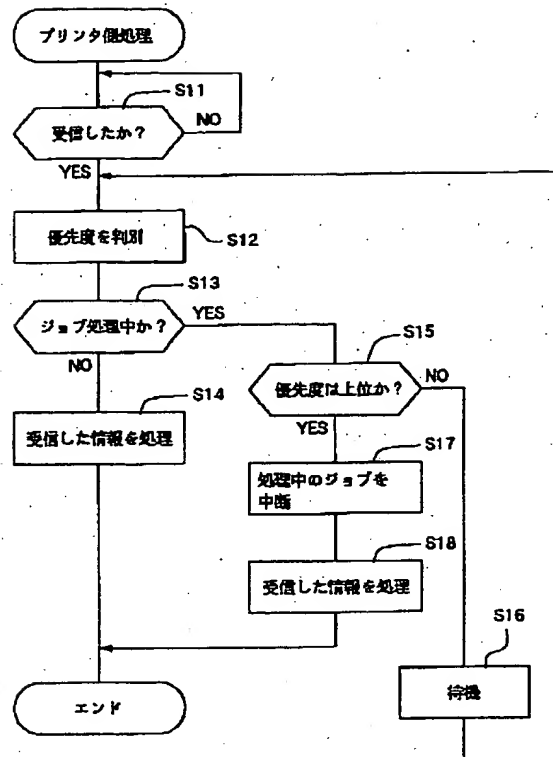 プリンタ側処理
S11
受信したか？
NO
YES
優先度を判別
S12
S13
ジョブ処理中か？
YES
NO
S15
優先度は上位か？
NO
YES
S14
受信した情報を処理
S17
処理中のジョブを
中断
S18
受信した情報を処理
S16
待機
エンド